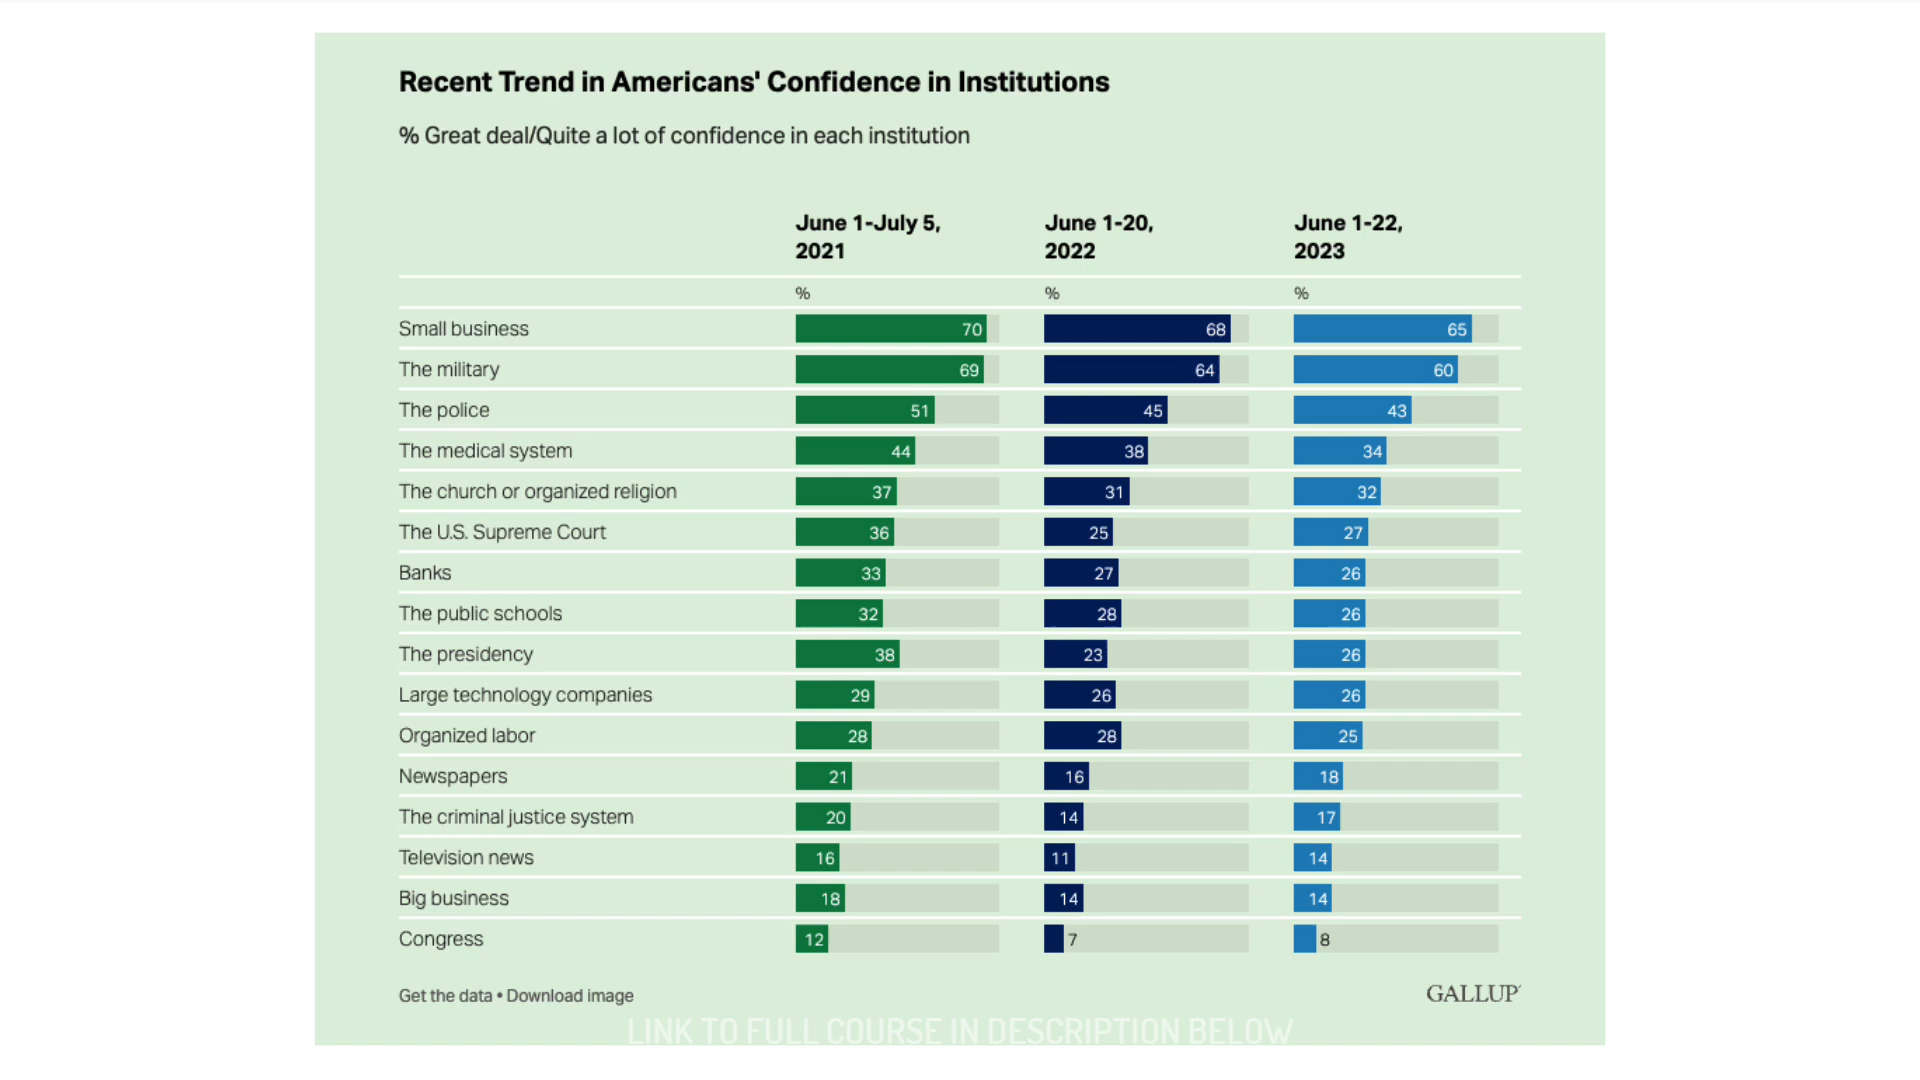 Recent Trend in Americans' Confidence in Institutions
% Great deal/Quite a lot of confidence in each institution
June 1-July 5, 2021 June 1-20, 2022 June 1-22, 2023
% % %
Small business 70 68 65
The military 69 64 60
The police 51 45 43
The medical system 44 38 34
The church or organized religion 37 31 32
The U.S. Supreme Court 36 25 27
Banks 33 27 26
The public schools 32 28 26
The presidency 38 23 26
Large technology companies 29 26 26
Organized labor 28 28 25
Newspapers 21 16 18
The criminal justice system 20 14 17
Television news 16 11 14
Big business 18 14 14
Congress 12 7 8
Get the data • Download image GALLUP
LINK TO FULL COURSE IN DESCRIPTION BELOW